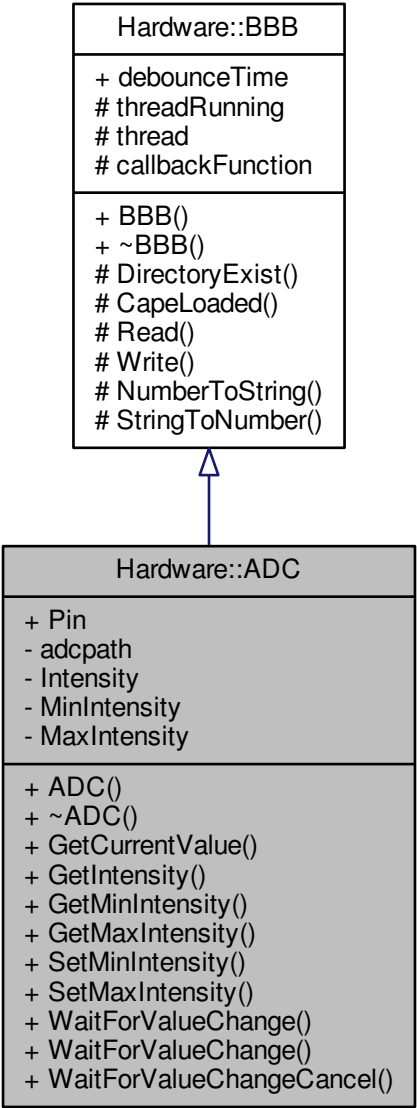 Hardware::BBB
+ debounceTime
# threadRunning
# thread
# callbackFunction
+ BBB()
+ ~BBB()
# DirectoryExist()
# CapeLoaded()
# Read()
# Write()
# NumberToString()
# StringToNumber()
Hardware::ADC
+ Pin
- adcpath
- Intensity
- MinIntensity
- MaxIntensity
+ ADC()
+ ~ADC()
+ GetCurrentValue()
+ GetIntensity()
+ GetMinIntensity()
+ GetMaxIntensity()
+ SetMinIntensity()
+ SetMaxIntensity()
+ WaitForValueChange()
+ WaitForValueChange()
+ WaitForValueChangeCancel()